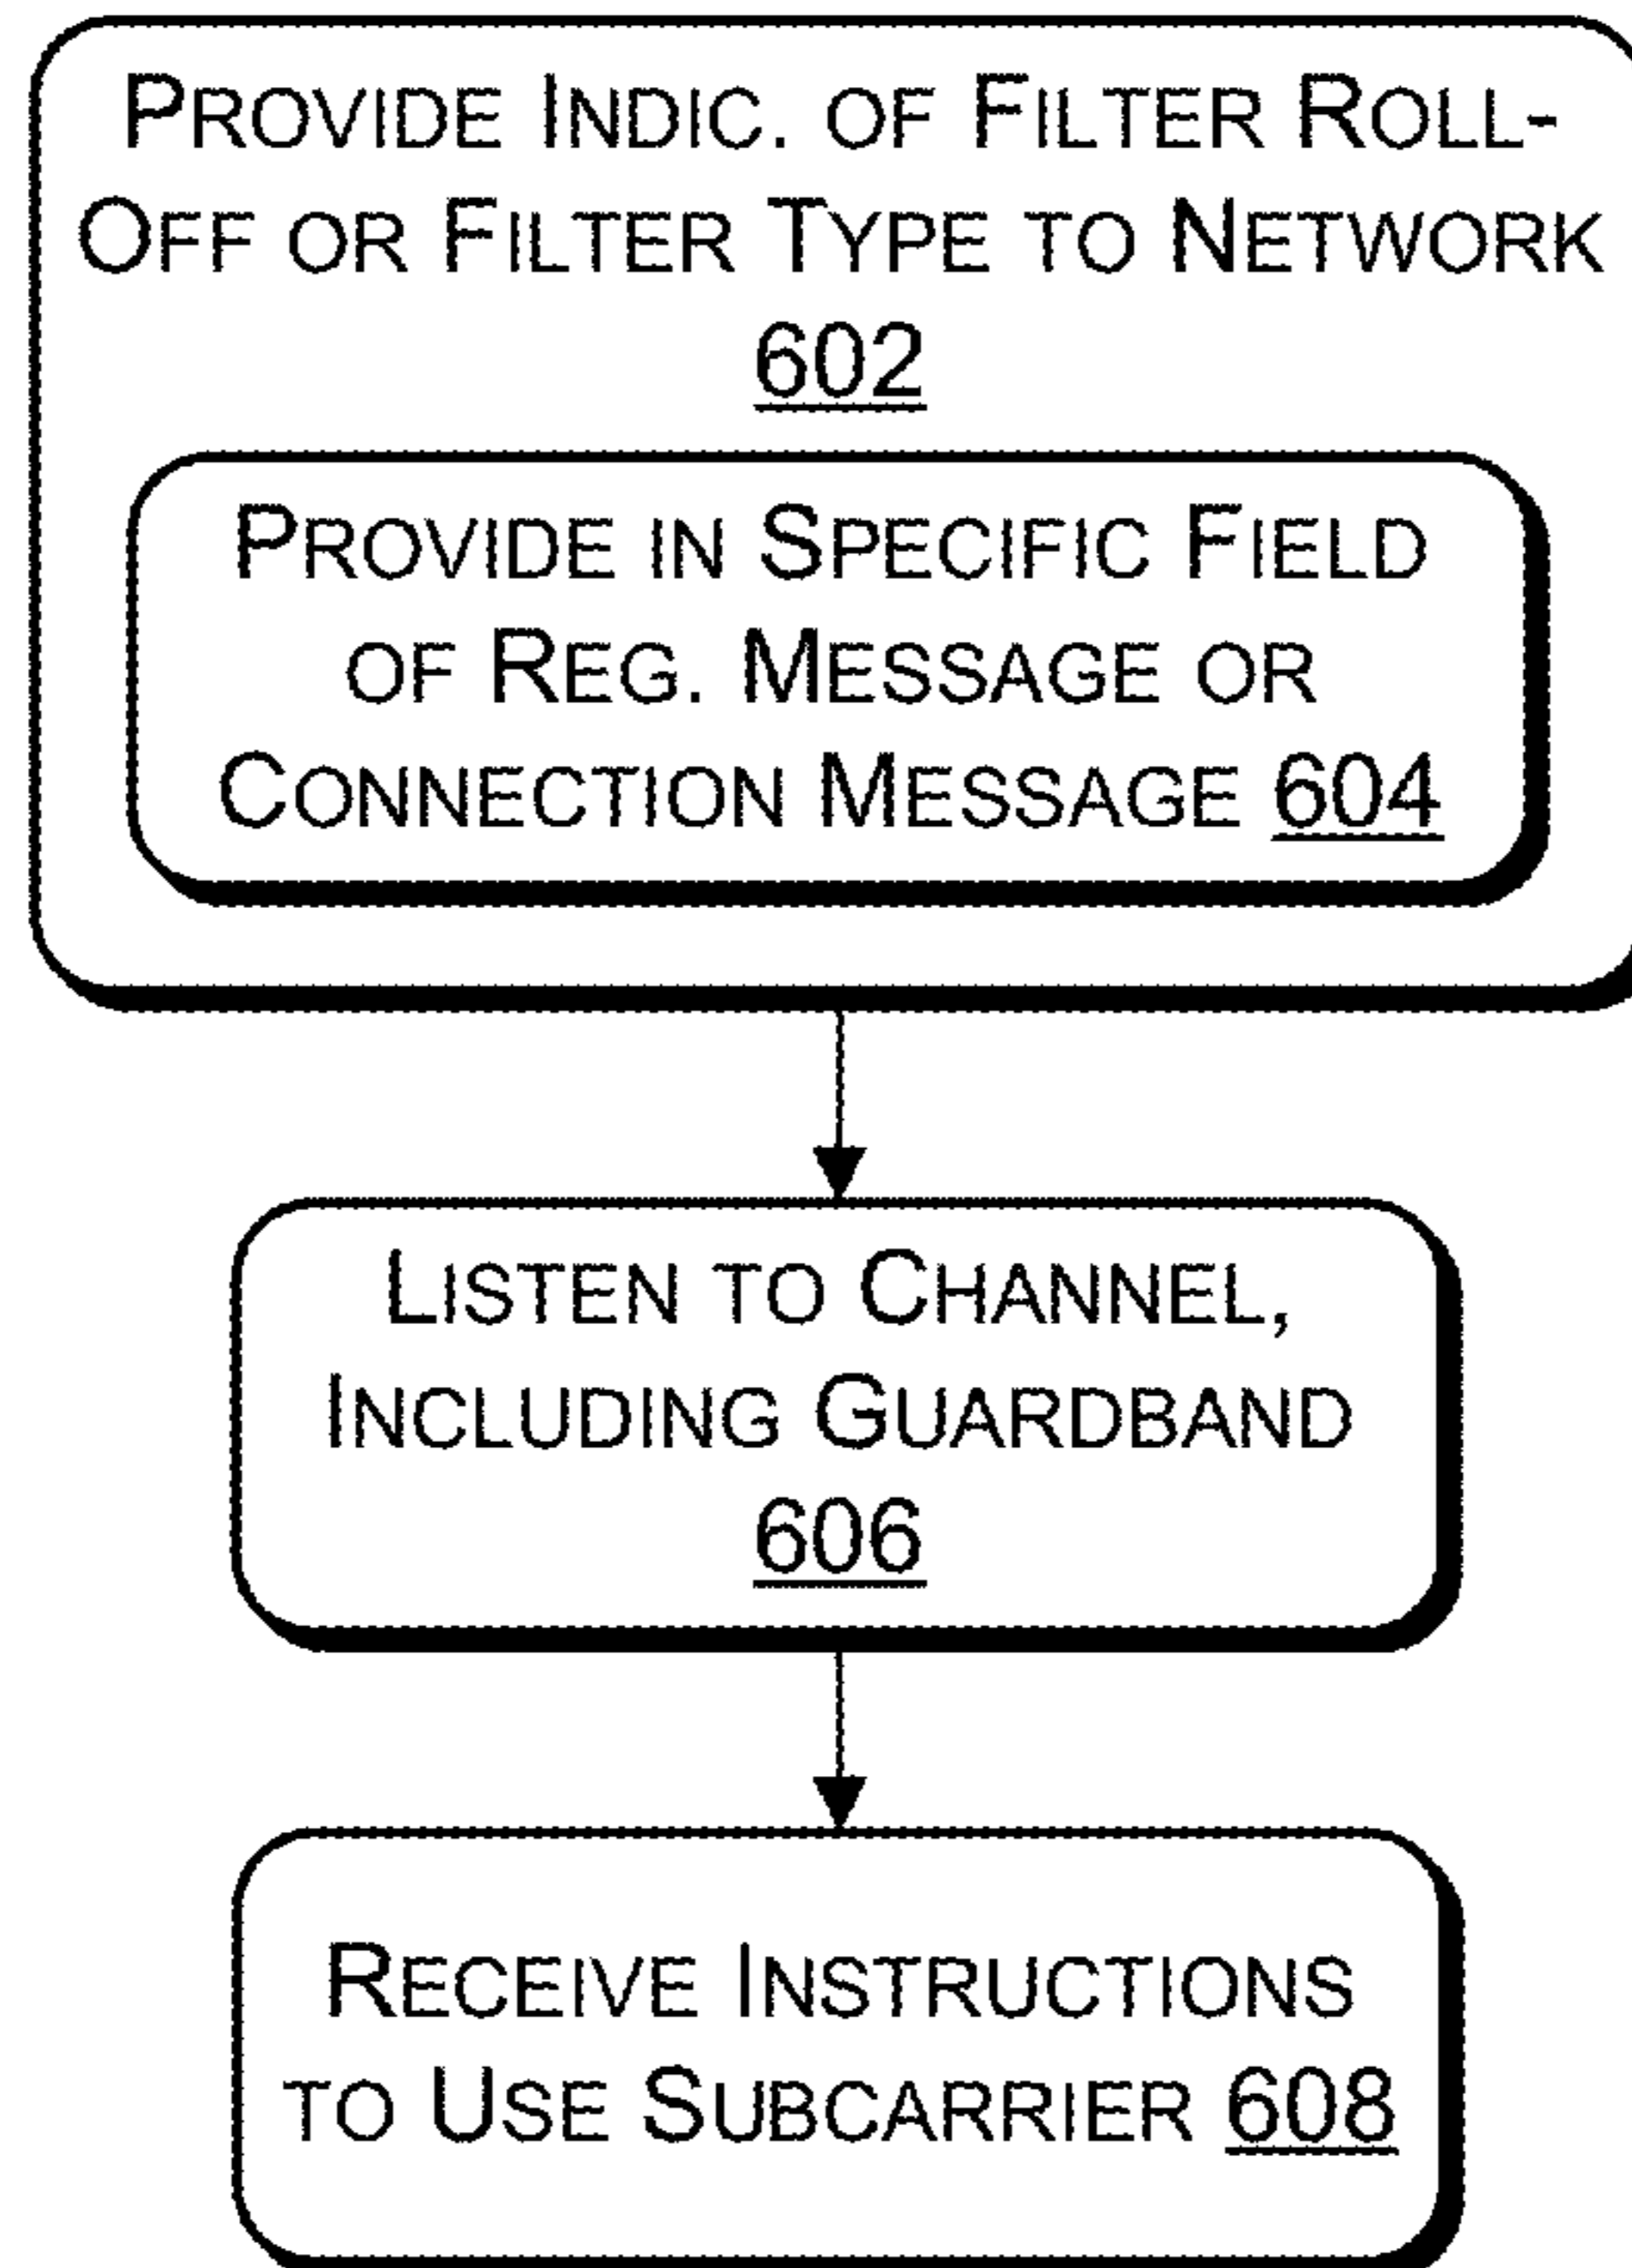 PROVIDE INDIC. OF FILTER ROLL-
OFF OR FILTER TYPE TO NETWORK
602
PROVIDE IN SPECIFIC FIELD
OF REG. MESSAGE OR
CONNECTION MESSAGE 604
LISTEN TO CHANNEL,
INCLUDING GUARDBAND
606
RECEIVE INSTRUCTIONS
TO USE SUBCARRIER 608